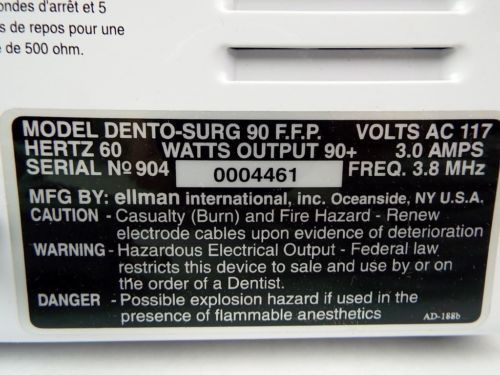 ondes d'arrêt et 5
s de repos pour une
de 500 ohm.
MODEL DENTO-SURG 90 F.F.P. VOLTS AC 117
HERTZ 60 WATTS OUTPUT 90+ 3.0 AMPS
SERIAL Nº 904 0004461 FREQ. 3.8 MHz
MFG BY: ellman international, inc. Oceanside, NY U.S.A.
CAUTION - Casualty (Burn) and Fire Hazard - Renew
electrode cables upon evidence of deterioration
WARNING - Hazardous Electrical Output - Federal law
restricts this device to sale and use by or on
the order of a Dentist.
DANGER - Possible explosion hazard if used in the
presence of flammable anesthetics
AD-188b